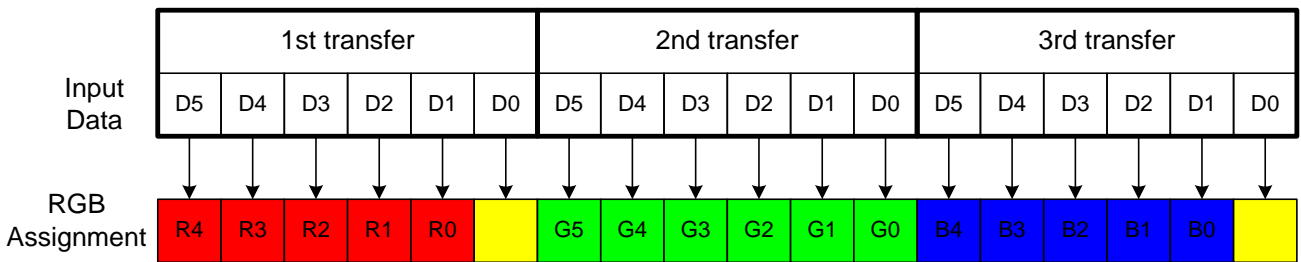 1st transfer 2nd transfer 3rd transfer
Input
Data
D5 D4 D3 D2 D1 D0 D5 D4 D3 D2 D1 D0 D5 D4 D3 D2 D1 D0
RGB
Assignment
R4 R3 R2 R1 R0 G5 G4 G3 G2 G1 G0 B4 B3 B2 B1 B0